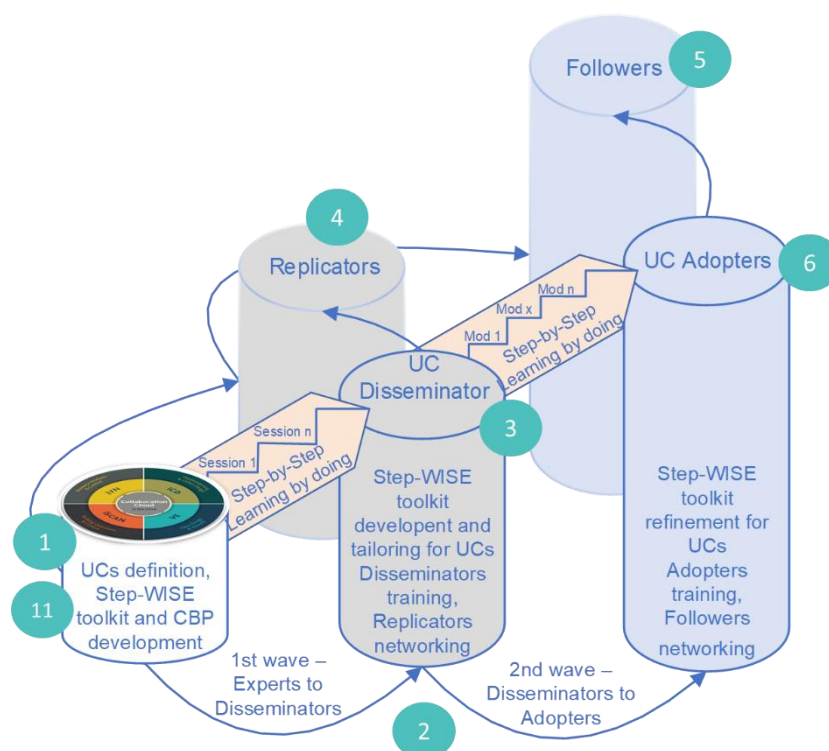 Followers
5
4
Replicators
UC Adopters
6
Mod 1
Mod x
Mod n
Step-by-Step
Learning by doing
UC
Disseminator
3
Session 1
Session n
Step-by-Step
Learning by doing
Collaboration
iSCAN
1
11
UCs definition,
Step-WISE
toolkit and CBP
development
Step-WISE
toolkit
developent and
tailoring for UCs
Disseminators
training,
Replicators
networking
Step-WISE
toolkit
refinement for
UCs
Adopters
training,
Followers
networking
1st wave –
Experts to
Disseminators
2
2nd wave –
Disseminators to
Adopters